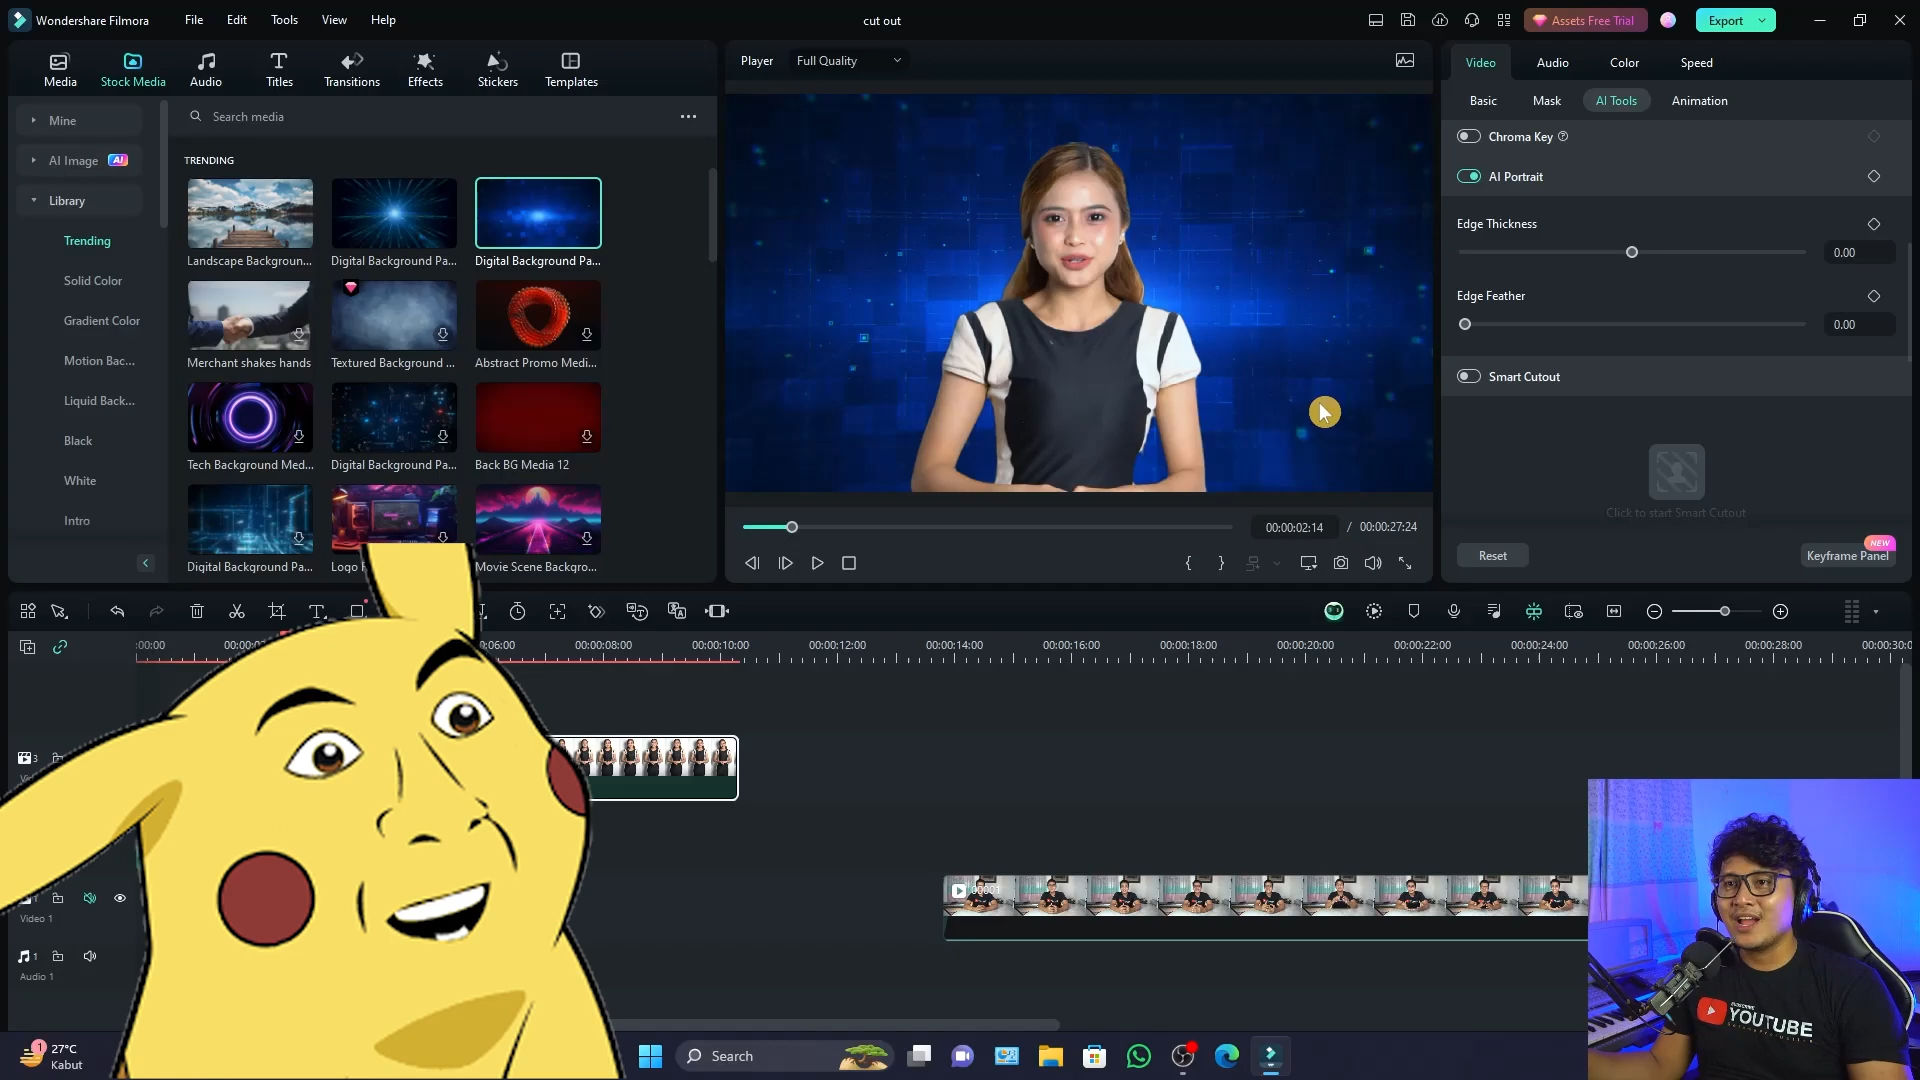 Wondershare Filmora
File
Edit
Tools
View
Help
cut out
Assets Free Trial
Export
Media
Stock Media
Audio
Titles
Transitions
Effects
Stickers
Templates
Player
Full Quality
Video
Audio
Color
Speed
Basic
Mask
AI Tools
Animation
Mine
AI Image AI
Library
Trending
Solid Color
Gradient Color
Motion Bac...
Liquid Back...
Black
White
Intro
Search media
TRENDING
Landscape Backgroun...
Digital Background Pa...
Digital Background Pa...
Merchant shakes hands
Textured Background ...
Abstract Promo Medi...
Tech Background Med...
Digital Background Pa...
Back BG Media 12
Digital Background Pa...
Movie Scene Backgro...
Chroma Key
AI Portrait
Edge Thickness
0.00
Edge Feather
0.00
Smart Cutout
Click to start Smart Cutout
Reset
NEW
Keyframe Panel
00:00:02:14 / 00:00:27:24
00:00:08:00
00:00:10:00
00:00:12:00
00:00:14:00
00:00:16:00
00:00:18:00
00:00:20:00
00:00:22:00
00:00:24:00
00:00:26:00
00:00:28:00
00:00:30:0
3
00001
Video 1
1
Audio 1
1
27°C
Kabut
Search
SUBSCRIBE
YOUTUBE